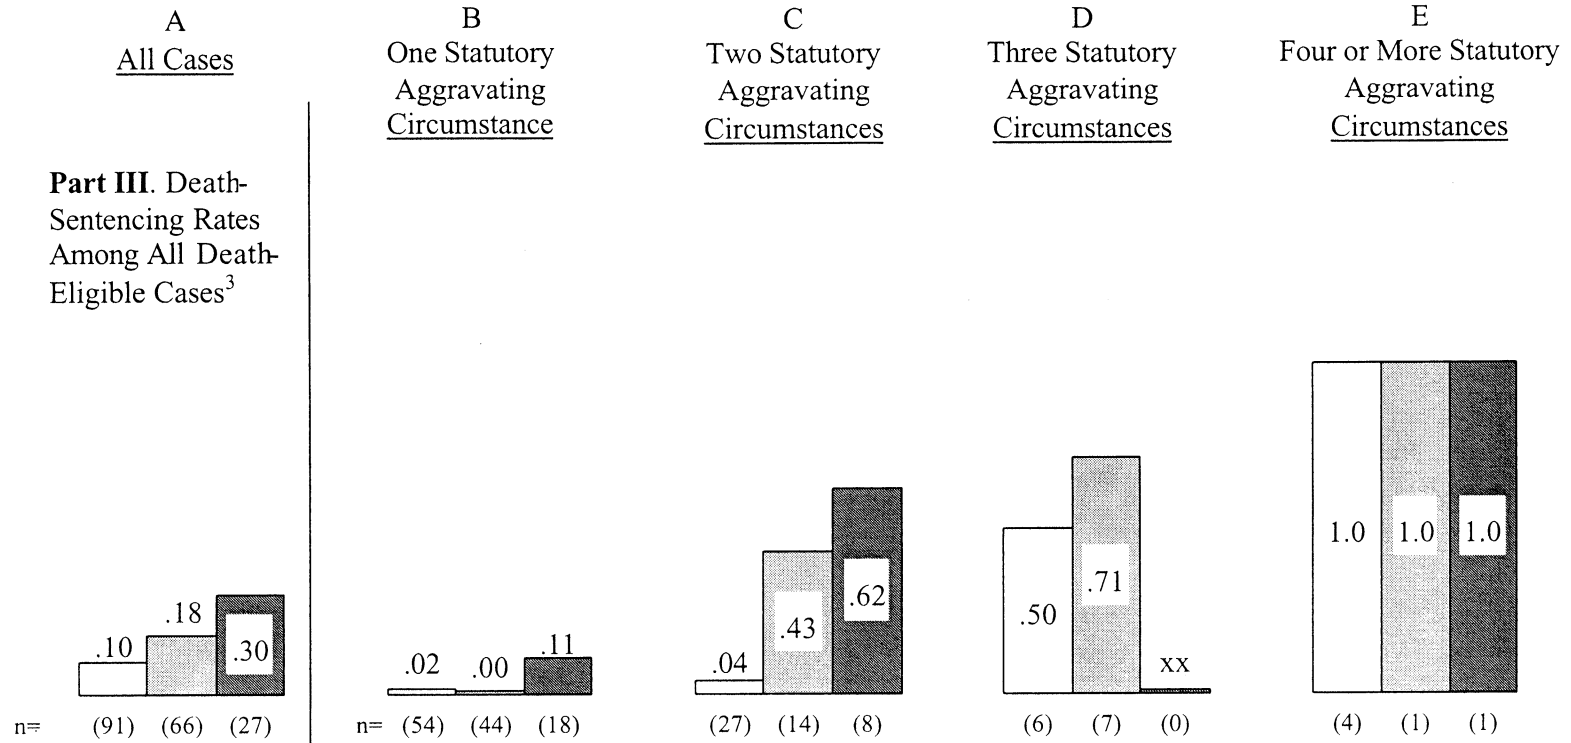 A
All Cases
B
One Statutory
Aggravating
Circumstance
C
Two Statutory
Aggravating
Circumstances
D
Three Statutory
Aggravating
Circumstances
E
Four or More Statutory
Aggravating
Circumstances
Part III. Death-
Sentencing Rates
Among All Death-
Eligible Cases3
.10 .18 .30
.02 .00 .11
.04 .43 .62
.50 .71 xx
1.0 1.0 1.0
n= (91) (66) (27)
n= (54) (44) (18)
(27) (14) (8)
(6) (7) (0)
(4) (1) (1)